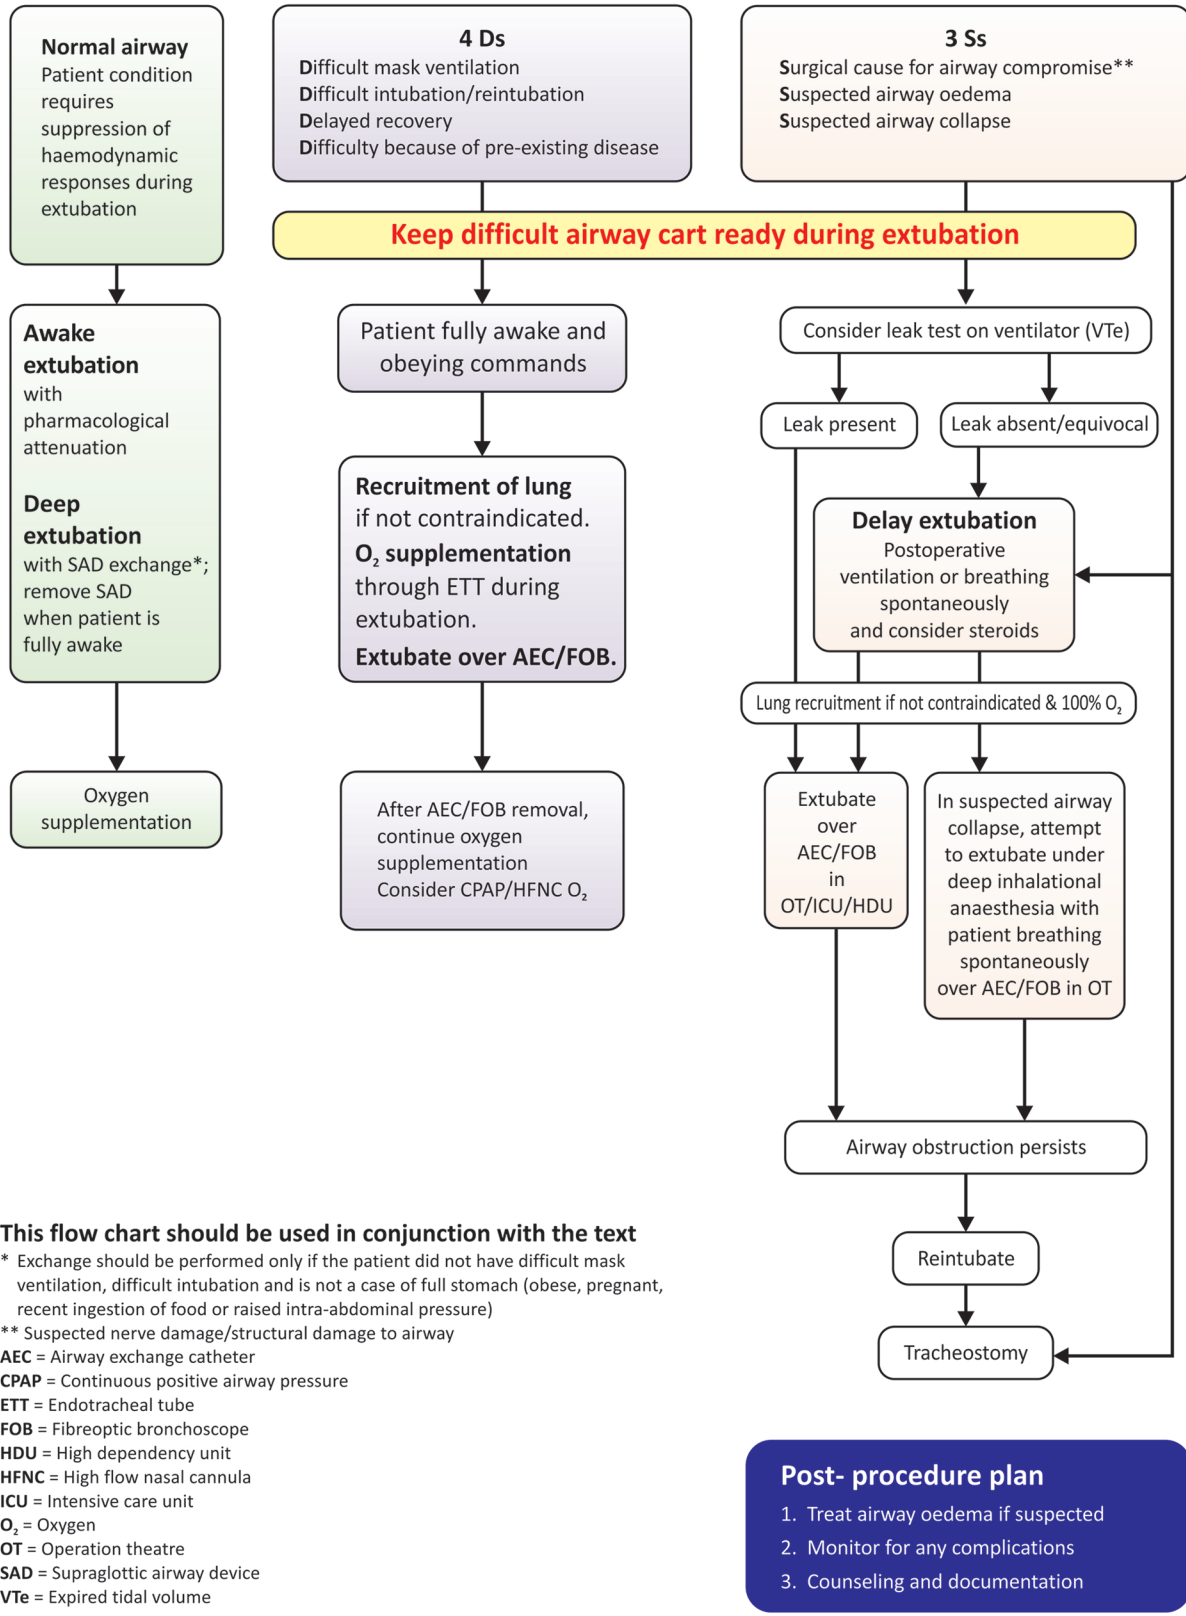 Normal airway
Patient condition
requires
suppression of
haemodynamic
responses during
extubation
Awake
extubation
with
pharmacological
attenuation
Deep
extubation
with SAD exchange*;
remove SAD
when patient is
fully awake
Oxygen
supplementation
4 Ds
Difficult mask ventilation
Difficult intubation/reintubation
Delayed recovery
Difficulty because of pre-existing disease
3 Ss
Surgical cause for airway compromise**
Suspected airway oedema
Suspected airway collapse
Keep difficult airway cart ready during extubation
Patient fully awake and
obeying commands
Recruitment of lung
if not contraindicated.
O₂ supplementation
through ETT during
extubation.
Extubate over AEC/FOB.
After AEC/FOB removal,
continue oxygen
supplementation
Consider CPAP/HFNC O₂
Consider leak test on ventilator (VTe)
Leak present
Leak absent/equivocal
Delay extubation
Postoperative
ventilation or breathing
spontaneously
and consider steroids
Lung recruitment if not contraindicated & 100% O₂
Extubate
over
AEC/FOB
in
OT/ICU/HDU
In suspected airway
collapse, attempt
to extubate under
deep inhalational
anaesthesia with
patient breathing
spontaneously
over AEC/FOB in OT
Airway obstruction persists
Reintubate
Tracheostomy
This flow chart should be used in conjunction with the text
* Exchange should be performed only if the patient did not have difficult mask
ventilation, difficult intubation and is not a case of full stomach (obese, pregnant,
recent ingestion of food or raised intra-abdominal pressure)
** Suspected nerve damage/structural damage to airway
AEC = Airway exchange catheter
CPAP = Continuous positive airway pressure
ETT = Endotracheal tube
FOB = Fibreoptic bronchoscope
HDU = High dependency unit
HFNC = High flow nasal cannula
ICU = Intensive care unit
O₂ = Oxygen
OT = Operation theatre
SAD = Supraglottic airway device
VTe = Expired tidal volume
Post- procedure plan
1. Treat airway oedema if suspected
2. Monitor for any complications
3. Counseling and documentation